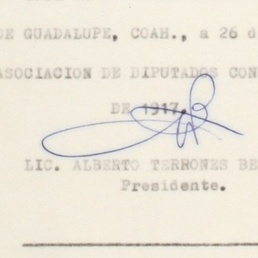 DE GUADALUPE, COAH., a 26 d
ASOCIACION DE DIPUTADOS CON
DE 1917.
LIC. ALBERTO TERRONES BE
Presidente.